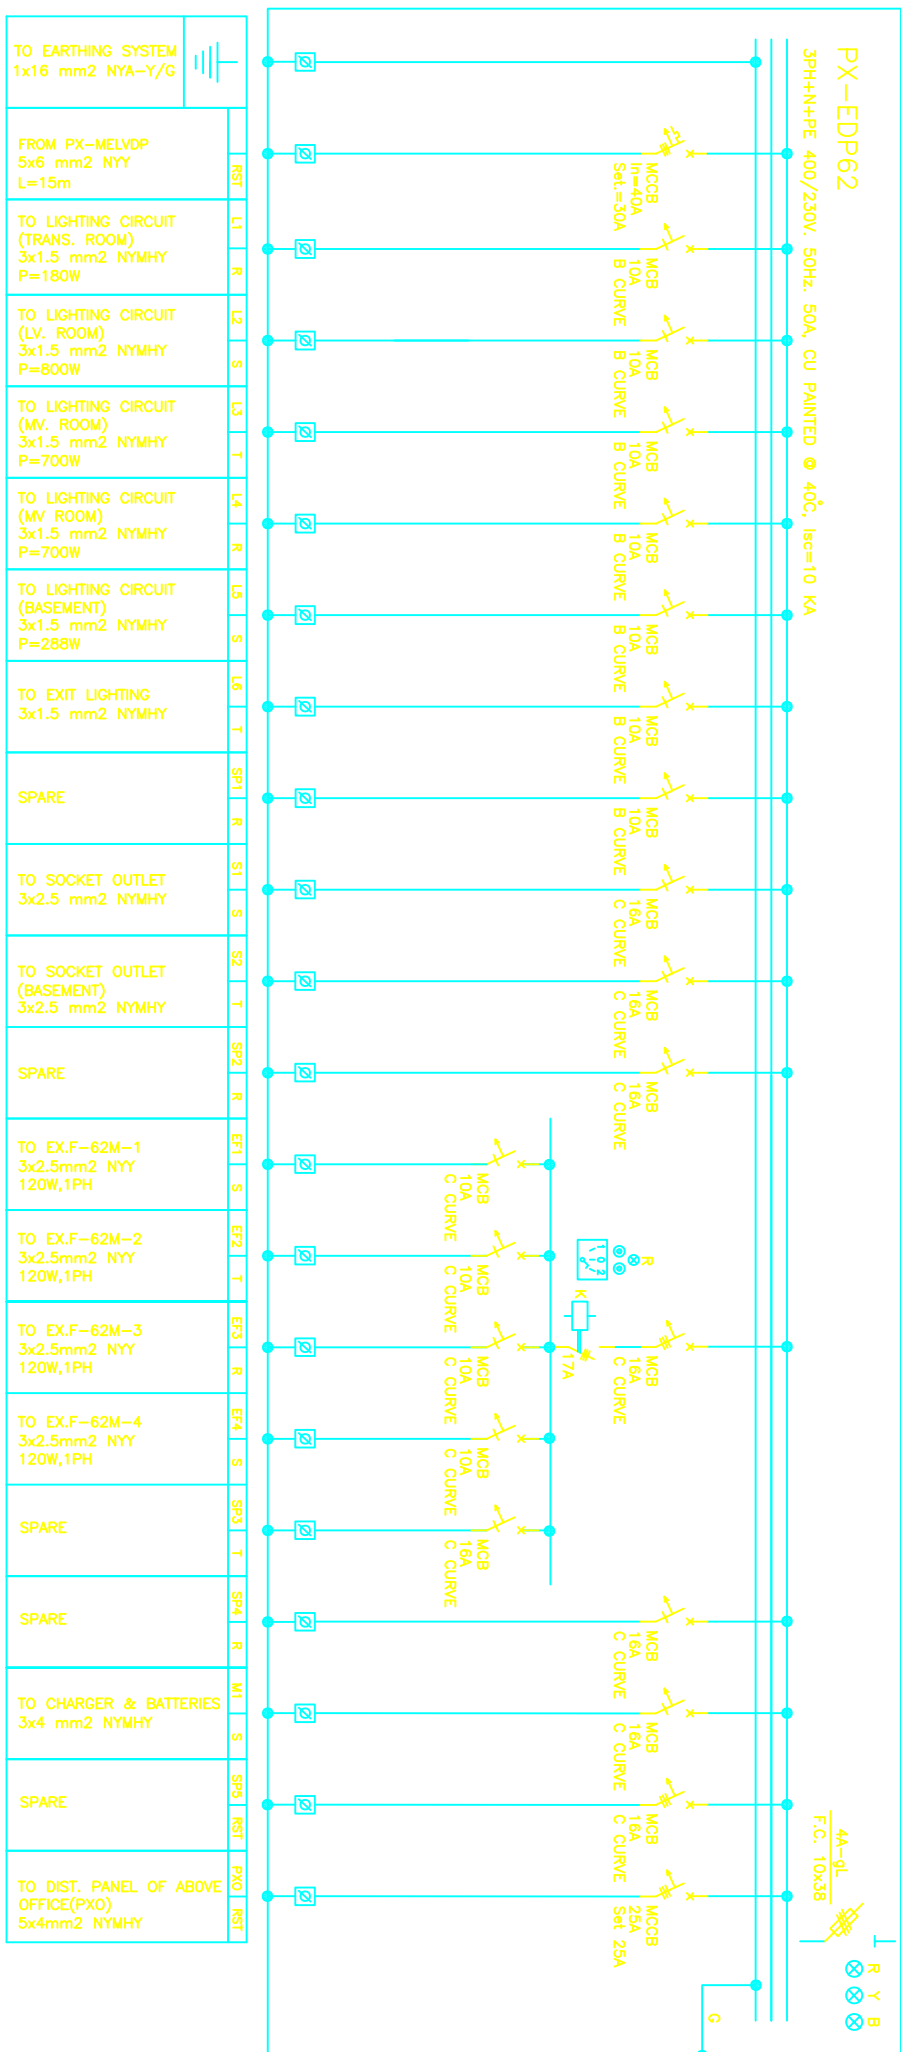 PX-EDP62
3PH+N+PE 400/230V. 50Hz. 50A, CU PAINTED @ 40°C, Isc=10 KA
TO EARTHING SYSTEM
1x16 mm2 NYA-Y/G
FROM PX-MELVDP
5x6 mm2 NYY
L=15m
RST
MCCB
In=40A
Set.=30A
TO LIGHTING CIRCUIT
(TRANS. ROOM)
3x1.5 mm2 NYMHY
P=180W
L1
R
MCB
10A
B CURVE
TO LIGHTING CIRCUIT
(LV. ROOM)
3x1.5 mm2 NYMHY
P=800W
L2
S
MCB
10A
B CURVE
TO LIGHTING CIRCUIT
(MV. ROOM)
3x1.5 mm2 NYMHY
P=700W
L3
T
MCB
10A
B CURVE
TO LIGHTING CIRCUIT
(MV ROOM)
3x1.5 mm2 NYMHY
P=700W
L4
R
MCB
10A
B CURVE
TO LIGHTING CIRCUIT
(BASEMENT)
3x1.5 mm2 NYMHY
P=288W
L5
S
MCB
10A
B CURVE
TO EXIT LIGHTING
3x1.5 mm2 NYMHY
L6
T
MCB
10A
B CURVE
SPARE
SP1
R
MCB
10A
B CURVE
TO SOCKET OUTLET
3x2.5 mm2 NYMHY
S1
S
MCB
16A
C CURVE
TO SOCKET OUTLET
(BASEMENT)
3x2.5 mm2 NYMHY
S2
T
MCB
16A
C CURVE
SPARE
SP2
R
MCB
16A
C CURVE
TO EX.F-62M-1
3x2.5mm2 NYY
120W,1PH
EF1
S
MCB
10A
C CURVE
TO EX.F-62M-2
3x2.5mm2 NYY
120W,1PH
EF2
T
MCB
10A
C CURVE
R
1 0 2
K
17A
MCB
16A
C CURVE
TO EX.F-62M-3
3x2.5mm2 NYY
120W,1PH
EF3
R
MCB
10A
C CURVE
TO EX.F-62M-4
3x2.5mm2 NYY
120W,1PH
EF4
S
MCB
10A
C CURVE
SPARE
SP3
T
MCB
16A
C CURVE
SPARE
SP4
R
MCB
16A
C CURVE
TO CHARGER & BATTERIES
3x4 mm2 NYMHY
M1
S
MCB
16A
C CURVE
SPARE
SP5
RST
MCB
16A
C CURVE
TO DIST. PANEL OF ABOVE
OFFICE(PXO)
5x4mm2 NYMHY
PXO
RST
MCCB
25A
Set 25A
4A-gL
F.C. 10x38
R Y B
G